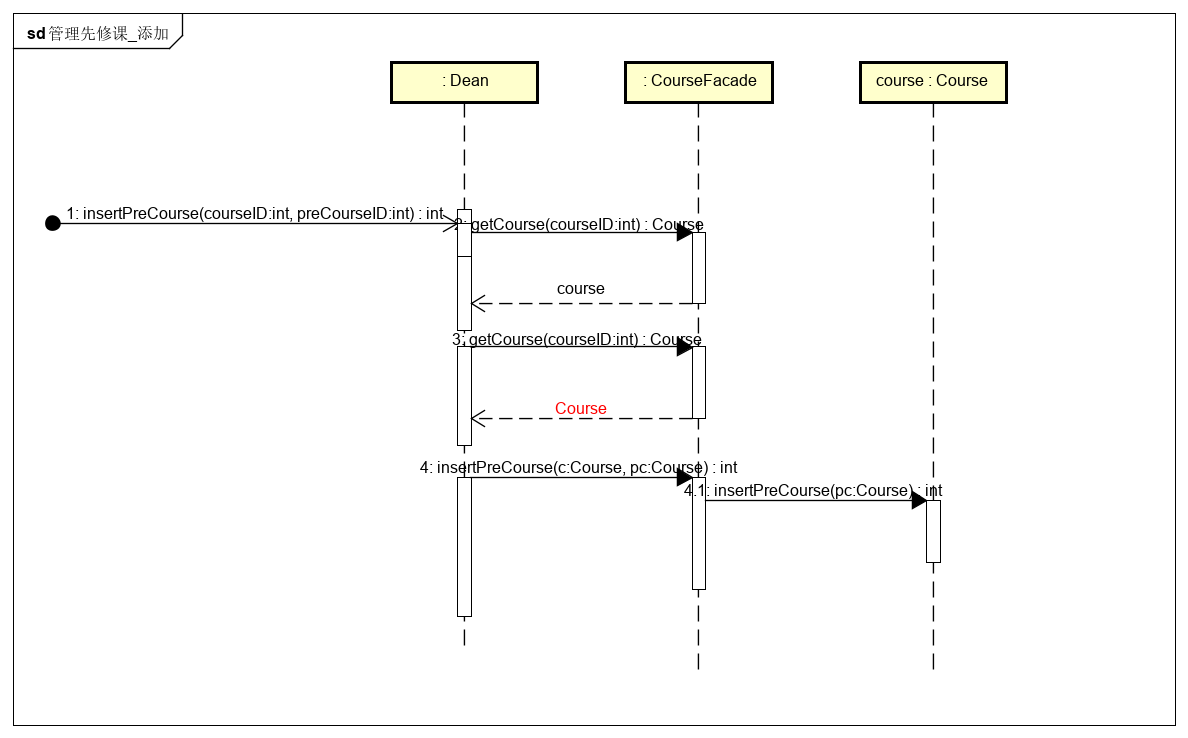 sd 管理先修课_添加
: Dean
: CourseFacade
course : Course
1: insertPreCourse(courseID:int, preCourseID:int) : int
2: getCourse(courseID:int) : Course
course
3: getCourse(courseID:int) : Course
Course
4: insertPreCourse(c:Course, pc:Course) : int
4.1: insertPreCourse(pc:Course) : int